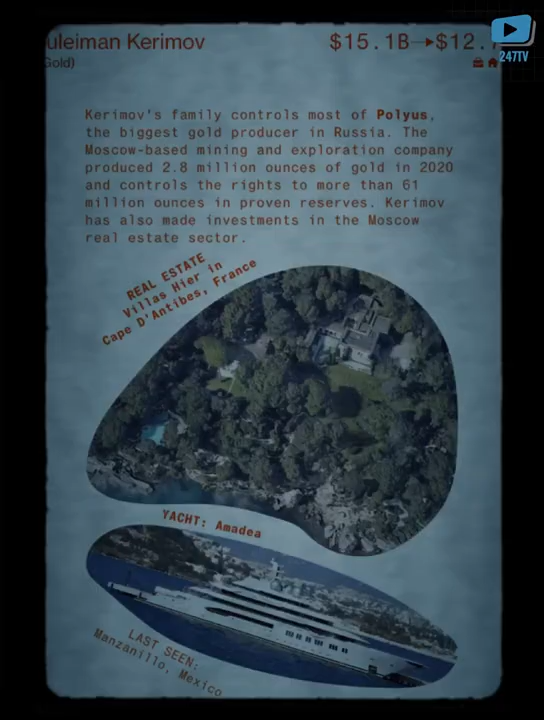 uleiman Kerimov
$15.1B→$12.7
247TV
Gold)
Kerimov's family controls most of Polyus,
the biggest gold producer in Russia. The
Moscow-based mining and exploration company
produced 2.8 million ounces of gold in 2020
and controls the rights to more than 61
million ounces in proven reserves. Kerimov
has also made investments in the Moscow
real estate sector.
REAL ESTATE
Villas Hier in
Cape D'Antibes, France
YACHT: Amadea
LAST SEEN:
Manzanillo, Mexico